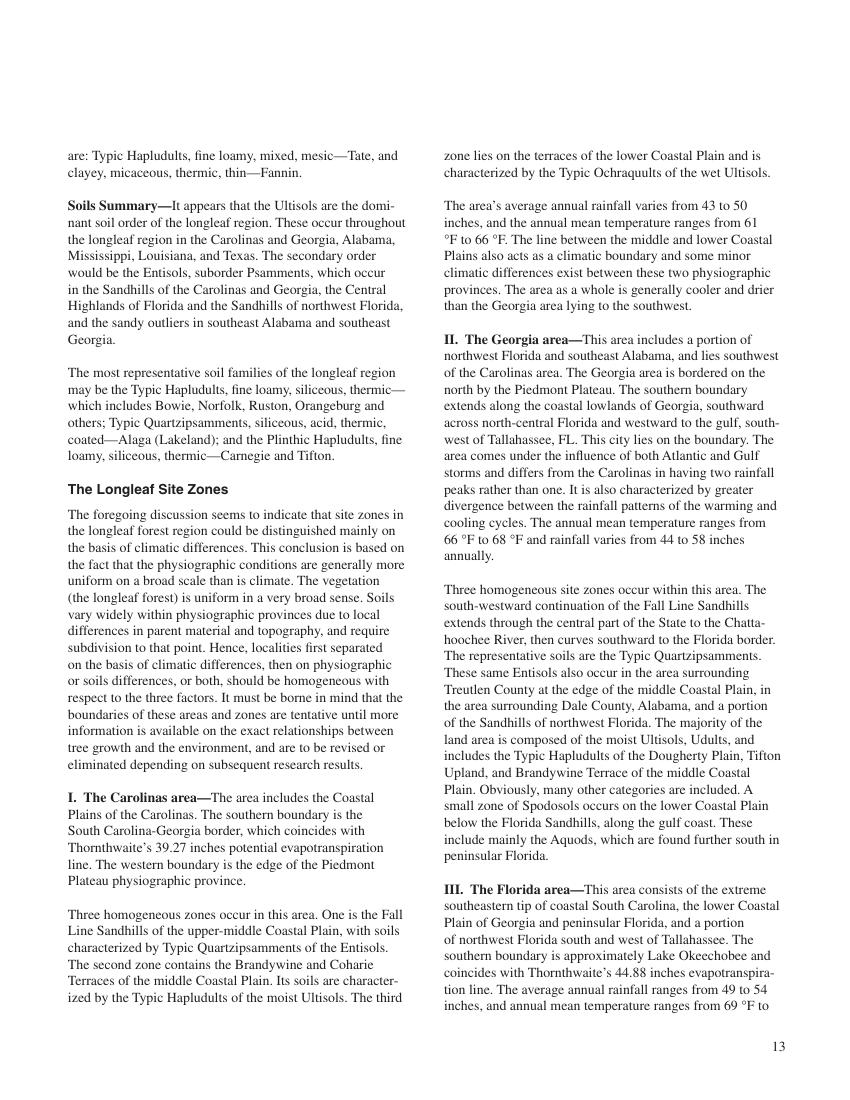 are: Typic Hapludults, fine loamy, mixed, mesic—Tate, and
clayey, micaceous, thermic, thin—Fannin.
Soils Summary—It appears that the Ultisols are the domi-
nant soil order of the longleaf region. These occur throughout
the longleaf region in the Carolinas and Georgia, Alabama,
Mississippi, Louisiana, and Texas. The secondary order
would be the Entisols, suborder Psamments, which occur
in the Sandhills of the Carolinas and Georgia, the Central
Highlands of Florida and the Sandhills of northwest Florida,
and the sandy outliers in southeast Alabama and southeast
Georgia.
The most representative soil families of the longleaf region
may be the Typic Hapludults, fine loamy, siliceous, thermic—
which includes Bowie, Norfolk, Ruston, Orangeburg and
others; Typic Quartzipsamments, siliceous, acid, thermic,
coated—Alaga (Lakeland); and the Plinthic Hapludults, fine
loamy, siliceous, thermic—Carnegie and Tifton.
The Longleaf Site Zones
The foregoing discussion seems to indicate that site zones in
the longleaf forest region could be distinguished mainly on
the basis of climatic differences. This conclusion is based on
the fact that the physiographic conditions are generally more
uniform on a broad scale than is climate. The vegetation
(the longleaf forest) is uniform in a very broad sense. Soils
vary widely within physiographic provinces due to local
differences in parent material and topography, and require
subdivision to that point. Hence, localities first separated
on the basis of climatic differences, then on physiographic
or soils differences, or both, should be homogeneous with
respect to the three factors. It must be borne in mind that the
boundaries of these areas and zones are tentative until more
information is available on the exact relationships between
tree growth and the environment, and are to be revised or
eliminated depending on subsequent research results.
I. The Carolinas area—The area includes the Coastal
Plains of the Carolinas. The southern boundary is the
South Carolina-Georgia border, which coincides with
Thornthwaite's 39.27 inches potential evapotranspiration
line. The western boundary is the edge of the Piedmont
Plateau physiographic province.
Three homogeneous zones occur in this area. One is the Fall
Line Sandhills of the upper-middle Coastal Plain, with soils
characterized by Typic Quartzipsamments of the Entisols.
The second zone contains the Brandywine and Coharie
Terraces of the middle Coastal Plain. Its soils are character-
ized by the Typic Hapludults of the moist Ultisols. The third
zone lies on the terraces of the lower Coastal Plain and is
characterized by the Typic Ochraquults of the wet Ultisols.
The area's average annual rainfall varies from 43 to 50
inches, and the annual mean temperature ranges from 61
°F to 66 °F. The line between the middle and lower Coastal
Plains also acts as a climatic boundary and some minor
climatic differences exist between these two physiographic
provinces. The area as a whole is generally cooler and drier
than the Georgia area lying to the southwest.
II. The Georgia area—This area includes a portion of
northwest Florida and southeast Alabama, and lies southwest
of the Carolinas area. The Georgia area is bordered on the
north by the Piedmont Plateau. The southern boundary
extends along the coastal lowlands of Georgia, southward
across north-central Florida and westward to the gulf, south-
west of Tallahassee, FL. This city lies on the boundary. The
area comes under the influence of both Atlantic and Gulf
storms and differs from the Carolinas in having two rainfall
peaks rather than one. It is also characterized by greater
divergence between the rainfall patterns of the warming and
cooling cycles. The annual mean temperature ranges from
66 °F to 68 °F and rainfall varies from 44 to 58 inches
annually.
Three homogeneous site zones occur within this area. The
south-westward continuation of the Fall Line Sandhills
extends through the central part of the State to the Chatta-
hoochee River, then curves southward to the Florida border.
The representative soils are the Typic Quartzipsamments.
These same Entisols also occur in the area surrounding
Treutlen County at the edge of the middle Coastal Plain, in
the area surrounding Dale County, Alabama, and a portion
of the Sandhills of northwest Florida. The majority of the
land area is composed of the moist Ultisols, Udults, and
includes the Typic Hapludults of the Dougherty Plain, Tifton
Upland, and Brandywine Terrace of the middle Coastal
Plain. Obviously, many other categories are included. A
small zone of Spodosols occurs on the lower Coastal Plain
below the Florida Sandhills, along the gulf coast. These
include mainly the Aquods, which are found further south in
peninsular Florida.
III. The Florida area—This area consists of the extreme
southeastern tip of coastal South Carolina, the lower Coastal
Plain of Georgia and peninsular Florida, and a portion
of northwest Florida south and west of Tallahassee. The
southern boundary is approximately Lake Okeechobee and
coincides with Thornthwaite's 44.88 inches evapotranspira-
tion line. The average annual rainfall ranges from 49 to 54
inches, and annual mean temperature ranges from 69 °F to
13